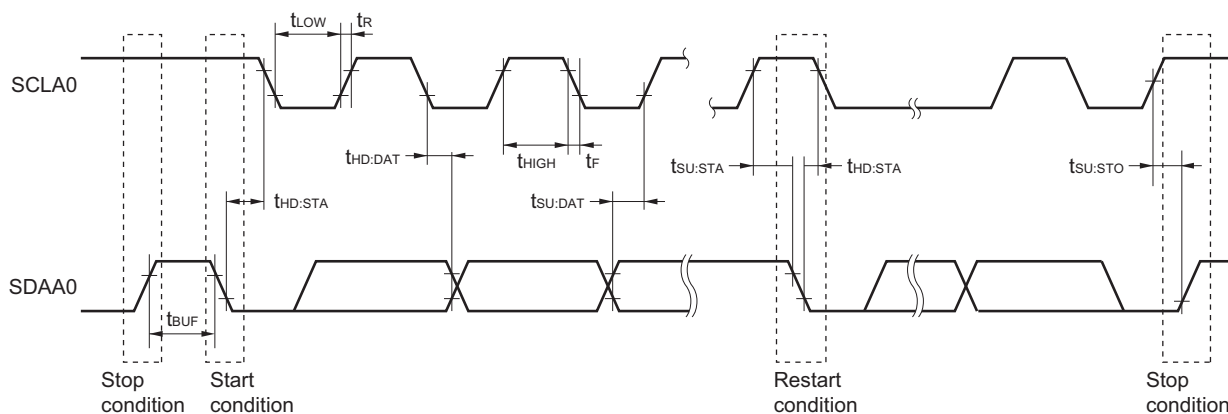 tLOW tR
SCLA0
tHD:DAT tHIGH tF tSU:STA tHD:STA tSU:STO
tHD:STA tSU:DAT
SDAA0
tBUF
Stop condition
Start condition
Restart condition
Stop condition